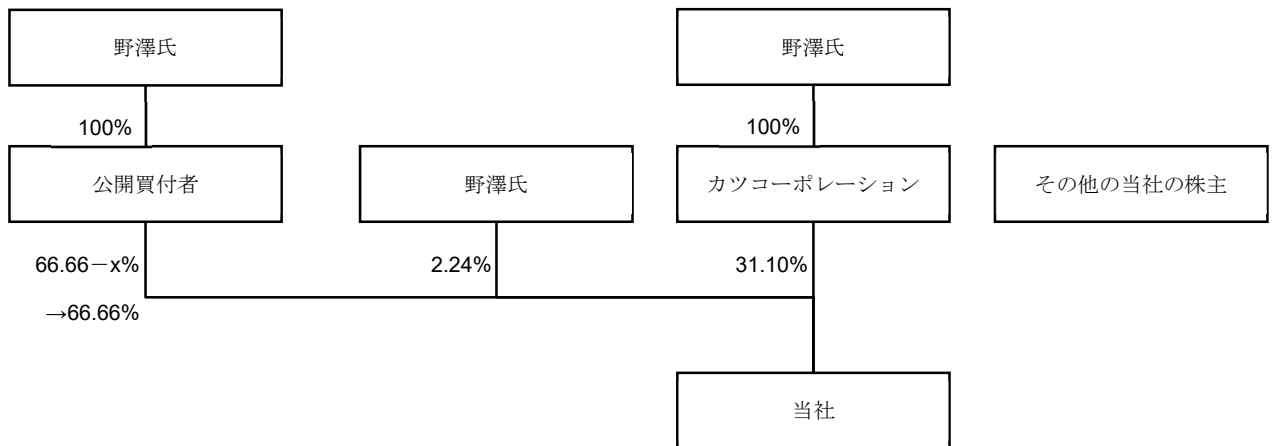 野澤氏
野澤氏
100%
100%
公開買付者
野澤氏
カツコーポレーション
その他の当社の株主
66.66－x%
2.24%
31.10%
→66.66%
当社